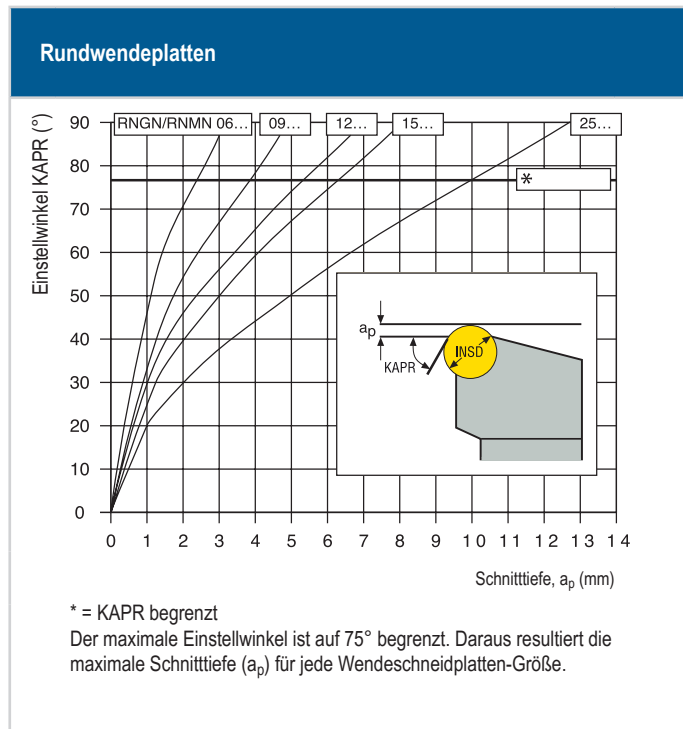 Rundwendeplatten
Einstellwinkel KAPR (°)
90
80
70
60
50
40
30
20
10
0
RNGN/RNMN 06... 09... 12... 15... 25...
*
ap
KAPR
INSD
0 1 2 3 4 5 6 7 8 9 10 11 12 13 14
Schnitttiefe, ap (mm)
* = KAPR begrenzt
Der maximale Einstellwinkel ist auf 75° begrenzt. Daraus resultiert die
maximale Schnitttiefe (ap) für jede Wendeschneidplatten-Größe.